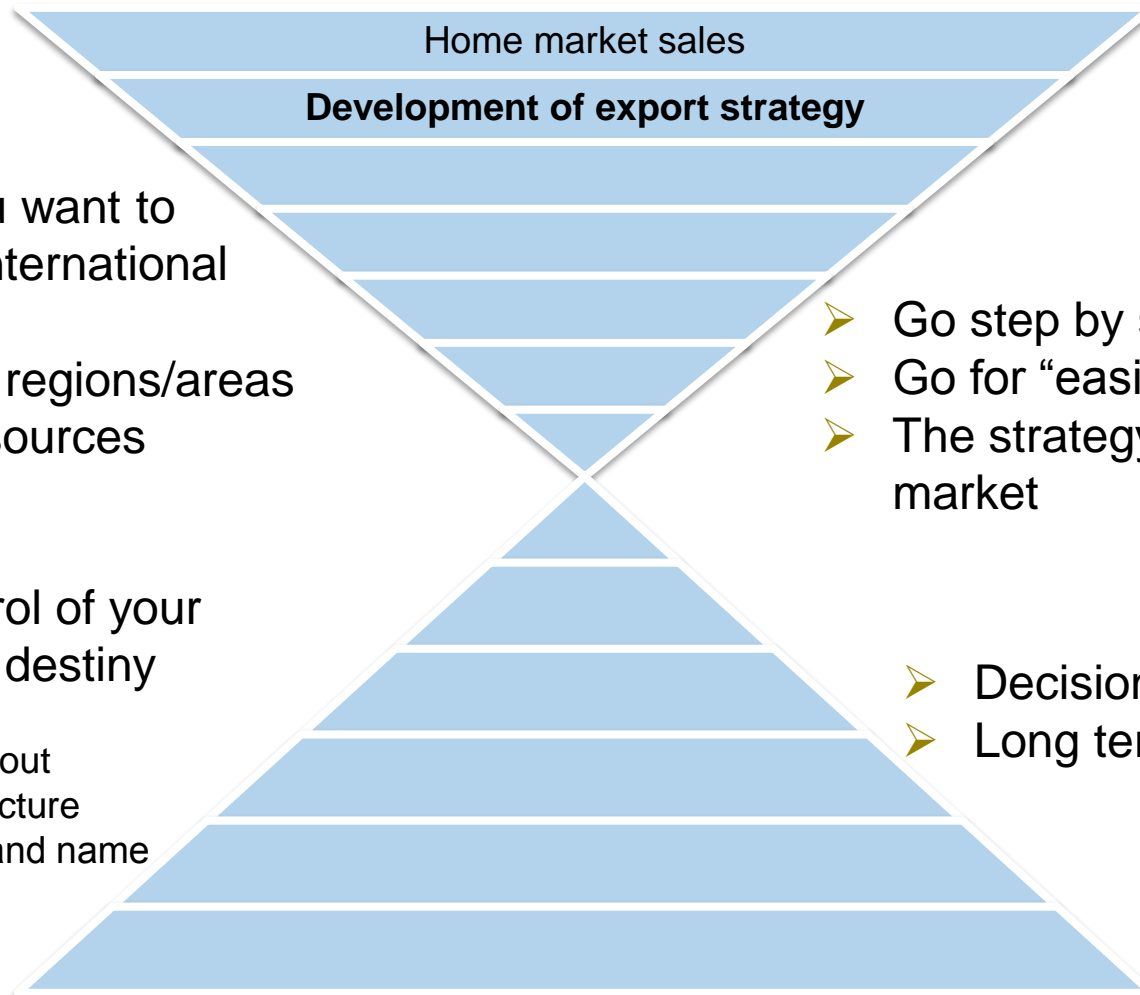 Home market sales
Development of export strategy
want to
nternational
regions/areas
sources
rol of your
destiny
out
cture
and name
Go step by
Go for “easi
The strategy
market
Decision
Long ter